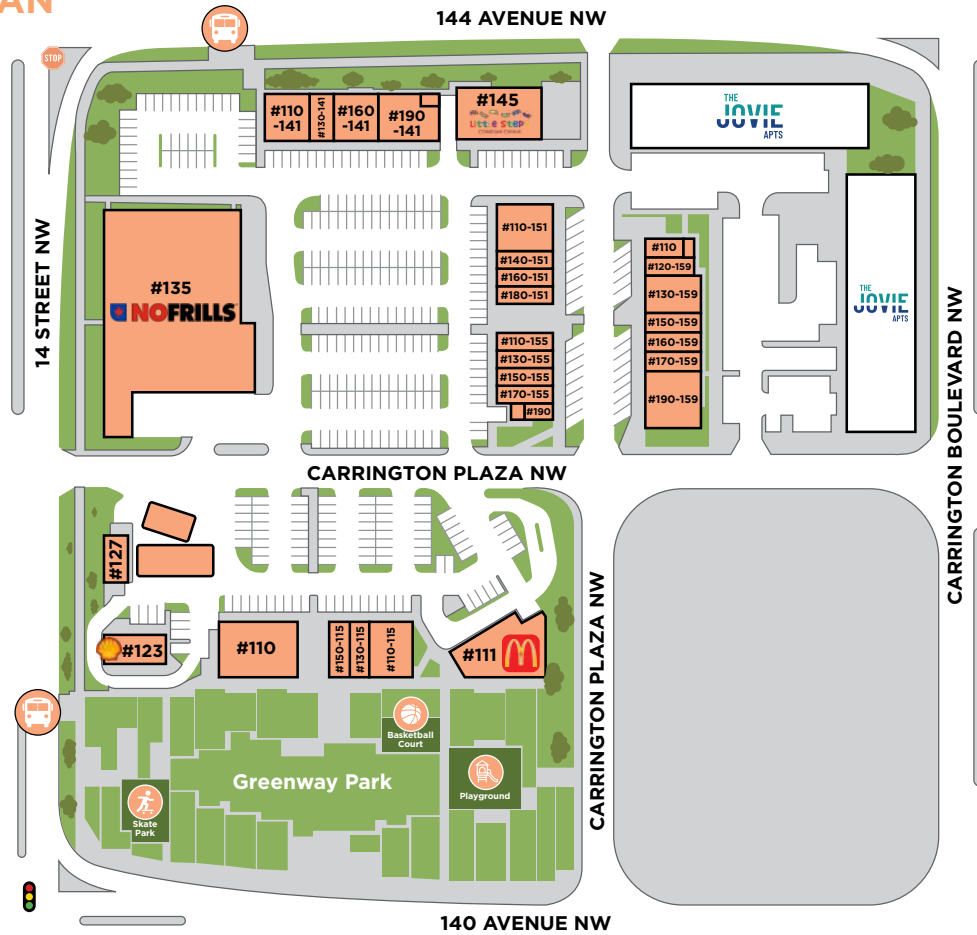 AN
144 AVENUE NW
STOP
#110
-141
#130-141
#160
-141
#190
-141
#145
LITTLE STEP
THE
JOVIE
APTS
14 STREET NW
#135
NOFRILLS
#110-151
#140-151
#160-151
#180-151
#110-155
#130-155
#150-155
#170-155
#190
#110
#120-159
#130-159
#150-159
#160-159
#170-159
#190-159
THE
JOVIE
APTS
CARRINGTON BOULEVARD NW
CARRINGTON PLAZA NW
#127
#123
#110
#150-115
#130-115
#110-115
#111
CARRINGTON PLAZA NW
Basketball
Court
Greenway Park
Playground
Skate
Park
140 AVENUE NW